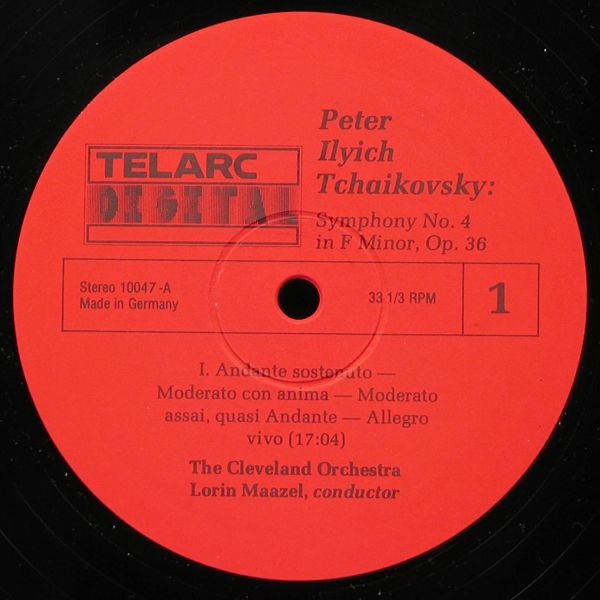 Peter
Ilyich
Tchaikovsky:
Symphony No. 4
in F Minor, Op. 36
TELARC
DIGITAL
Stereo 10047-A
Made in Germany
33 1/3 RPM
1
I. Andante sostenuto —
Moderato con anima — Moderato
assai, quasi Andante — Allegro
vivo (17:04)
The Cleveland Orchestra
Lorin Maazel, conductor